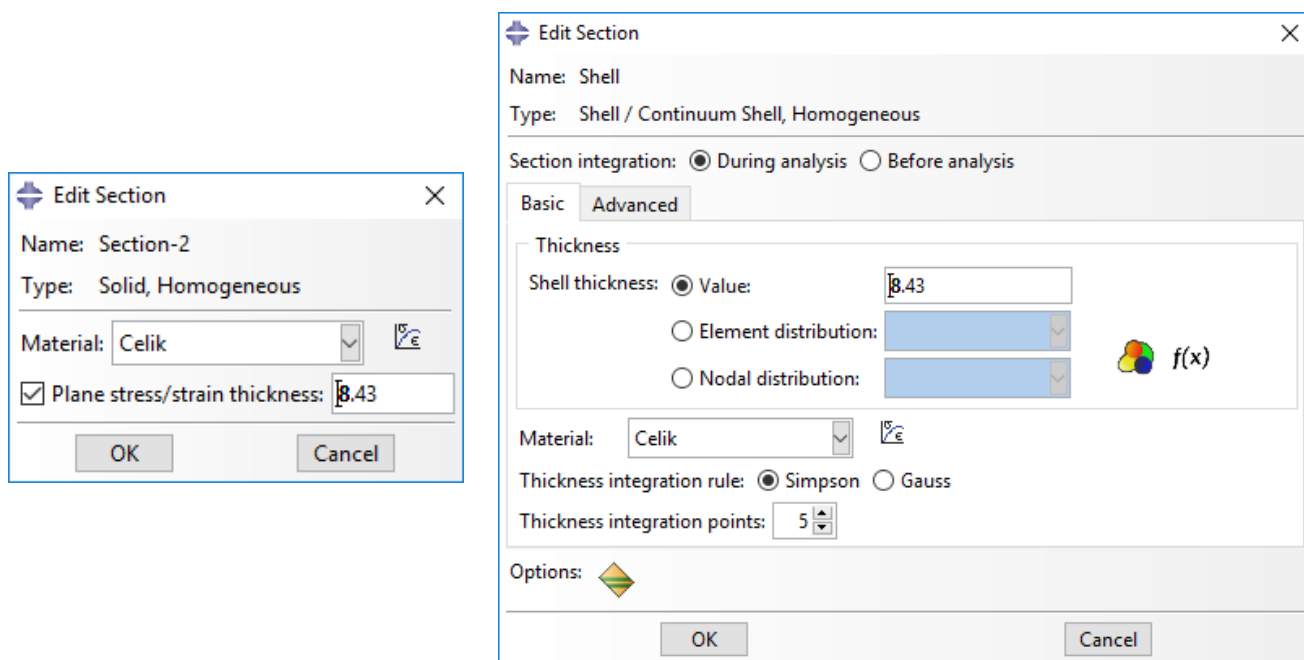 Edit Section
Name: Section-2
Type: Solid, Homogeneous
Material: Celik
Plane stress/strain thickness: 8.43
OK Cancel
Edit Section
Name: Shell
Type: Shell / Continuum Shell, Homogeneous
Section integration: During analysis Before analysis
Basic Advanced
Thickness
Shell thickness: Value: 8.43
Element distribution:
Nodal distribution: f(x)
Material: Celik
Thickness integration rule: Simpson Gauss
Thickness integration points: 5
Options:
OK Cancel